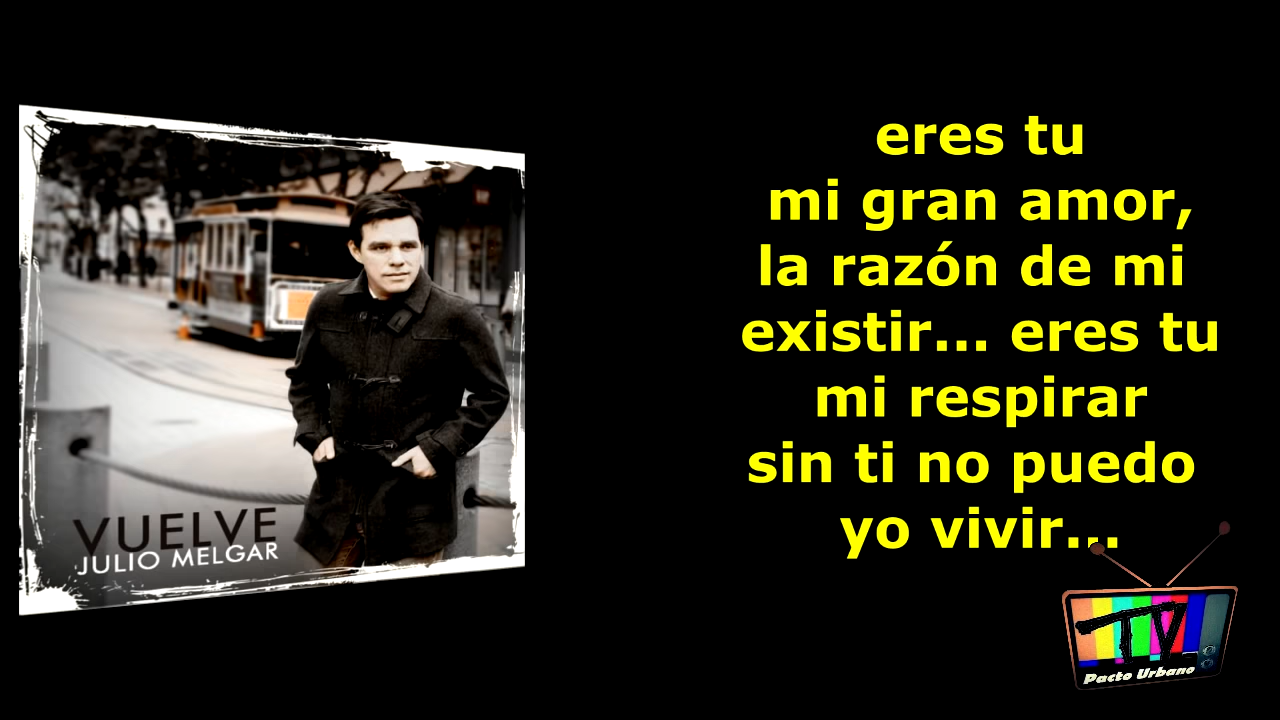 VUELVE
JULIO MELGAR
eres tu
mi gran amor,
la razón de mi
existir... eres tu
mi respirar
sin ti no puedo
yo vivir...
TV
Pacto Urbano